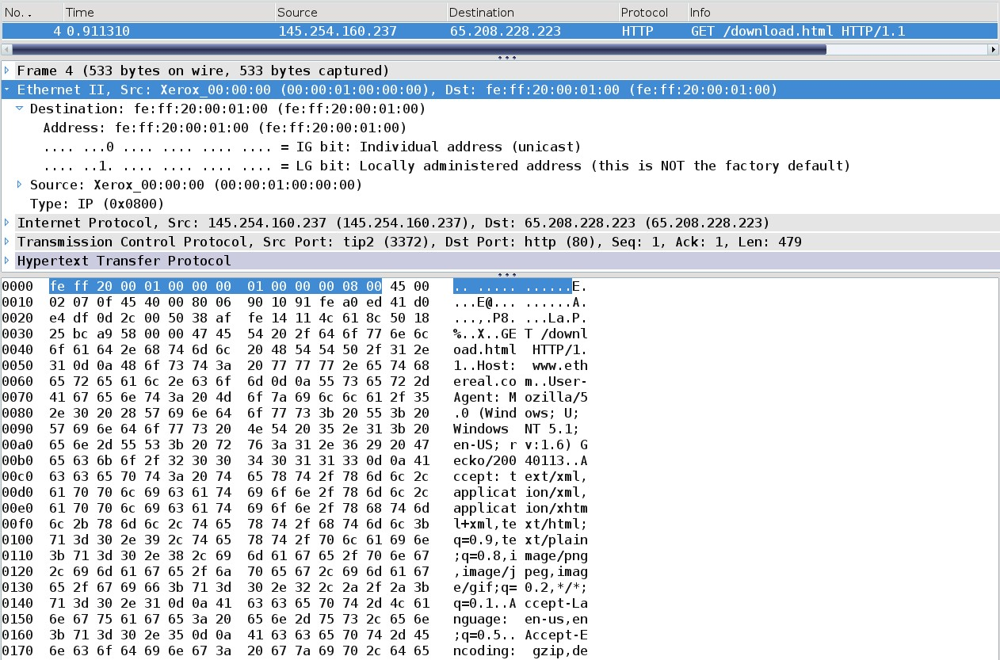 No. . Time Source Destination Protocol Info
4 0.911310 145.254.160.237 65.208.228.223 HTTP GET /download.html HTTP/1.1
Frame 4 (533 bytes on wire, 533 bytes captured)
Ethernet II, Src: Xerox_00:00:00 (00:00:01:00:00:00), Dst: fe:ff:20:00:01:00 (fe:ff:20:00:01:00)
Destination: fe:ff:20:00:01:00 (fe:ff:20:00:01:00)
Address: fe:ff:20:00:01:00 (fe:ff:20:00:01:00)
.... ...0 .... .... .... .... = IG bit: Individual address (unicast)
.... ..1. .... .... .... .... = LG bit: Locally administered address (this is NOT the factory default)
Source: Xerox_00:00:00 (00:00:01:00:00:00)
Type: IP (0x0800)
Internet Protocol, Src: 145.254.160.237 (145.254.160.237), Dst: 65.208.228.223 (65.208.228.223)
Transmission Control Protocol, Src Port: tip2 (3372), Dst Port: http (80), Seq: 1, Ack: 1, Len: 479
Hypertext Transfer Protocol
0000 fe ff 20 00 01 00 00 00 01 00 00 00 08 00 45 00 .. ..... ......E.
0010 02 07 0f 45 40 00 80 06 90 10 91 fe a0 ed 41 d0 ...E@... ......A.
0020 e4 df 0d 2c 00 50 38 af fe 14 11 4c 61 8c 50 18 ...,.P8. ...La.P.
0030 25 bc a9 58 00 00 47 45 54 20 2f 64 6f 77 6e 6c %..X..GE T /downl
0040 6f 61 64 2e 68 74 6d 6c 20 48 54 54 50 2f 31 2e oad.html HTTP/1.
0050 31 0d 0a 48 6f 73 74 3a 20 77 77 77 2e 65 74 68 1..Host: www.eth
0060 65 72 65 61 6c 2e 63 6f 6d 0d 0a 55 73 65 72 2d ereal.co m..User-
0070 41 67 65 6e 74 3a 20 4d 6f 7a 69 6c 6c 61 2f 35 Agent: M ozilla/5
0080 2e 30 20 28 57 69 6e 64 6f 77 73 3b 20 55 3b 20 .0 (Wind ows; U;
0090 57 69 6e 64 6f 77 73 20 4e 54 20 35 2e 31 3b 20 Windows NT 5.1;
00a0 65 6e 2d 55 53 3b 20 72 76 3a 31 2e 36 29 20 47 en-US; r v:1.6) G
00b0 65 63 6b 6f 2f 32 30 30 34 30 31 31 33 0d 0a 41 ecko/200 40113..A
00c0 63 63 65 70 74 3a 20 74 65 78 74 2f 78 6d 6c 2c ccept: t ext/xml,
00d0 61 70 70 6c 69 63 61 74 69 6f 6e 2f 78 6d 6c 2c applicat ion/xml,
00e0 61 70 70 6c 69 63 61 74 69 6f 6e 2f 78 68 74 6d applicat ion/xhtm
00f0 6c 2b 78 6d 6c 2c 74 65 78 74 2f 68 74 6d 6c 3b l+xml,te xt/html;
0100 71 3d 30 2e 39 2c 74 65 78 74 2f 70 6c 61 69 6e q=0.9,te xt/plain
0110 3b 71 3d 30 2e 38 2c 69 6d 61 67 65 2f 70 6e 67 ;q=0.8,i mage/png
0120 2c 69 6d 61 67 65 2f 6a 70 65 67 2c 69 6d 61 67 ,image/j peg,imag
0130 65 2f 67 69 66 3b 71 3d 30 2e 32 2c 2a 2f 2a 3b e/gif;q= 0.2,*/*;
0140 71 3d 30 2e 31 0d 0a 41 63 63 65 70 74 2d 4c 61 q=0.1..A ccept-La
0150 6e 67 75 61 67 65 3a 20 65 6e 2d 75 73 2c 65 6e nguage: en-us,en
0160 3b 71 3d 30 2e 35 0d 0a 41 63 63 65 70 74 2d 45 ;q=0.5.. Accept-E
0170 6e 63 6f 64 69 6e 67 3a 20 67 7a 69 70 2c 64 65 ncoding: gzip,de